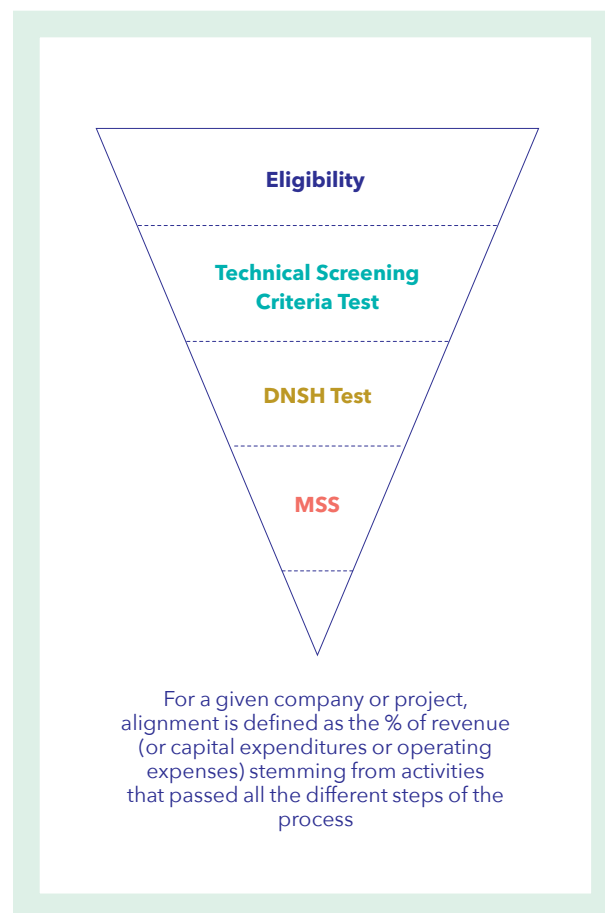 Eligibility
Technical Screening
Criteria Test
DNSH Test
MSS
For a given company or project,
alignment is defined as the % of revenue
(or capital expenditures or operating
expenses) stemming from activities
that passed all the different steps of the
process